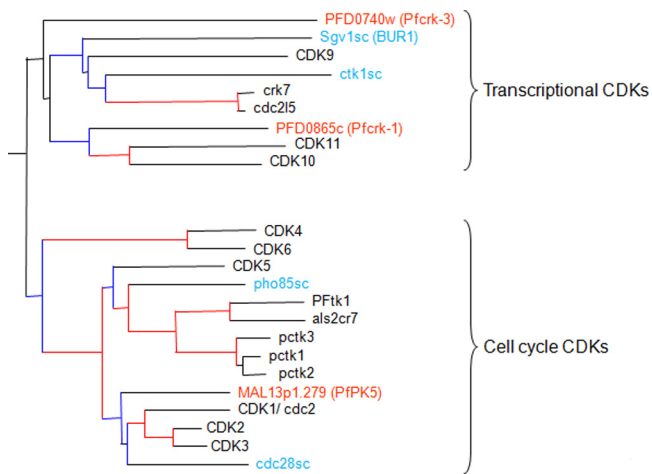 PFD0740w (Pfcrk-3)
Sgv1sc (BUR1)
CDK9
ctk1sc
crk7
cdc2l5
PFD0865c (Pfcrk-1)
CDK11
CDK10
Transcriptional CDKs
CDK4
CDK6
CDK5
pho85sc
PFtk1
als2cr7
pctk3
pctk1
pctk2
MAL13p1.279 (PfPK5)
CDK1/ cdc2
CDK2
CDK3
cdc28sc
Cell cycle CDKs